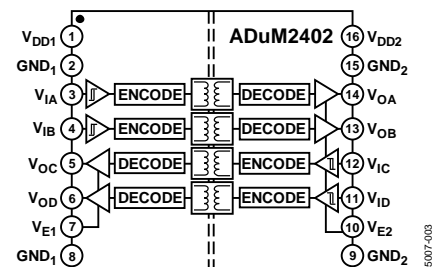 ADuM2402
VDD1 1
16 VDD2
GND1 2
15 GND2
VIA 3 ENCODE DECODE 14 VOA
VIB 4 ENCODE DECODE 13 VOB
VOC 5 DECODE ENCODE 12 VIC
VOD 6 DECODE ENCODE 11 VID
VE1 7
10 VE2
GND1 8
9 GND2
5007-003